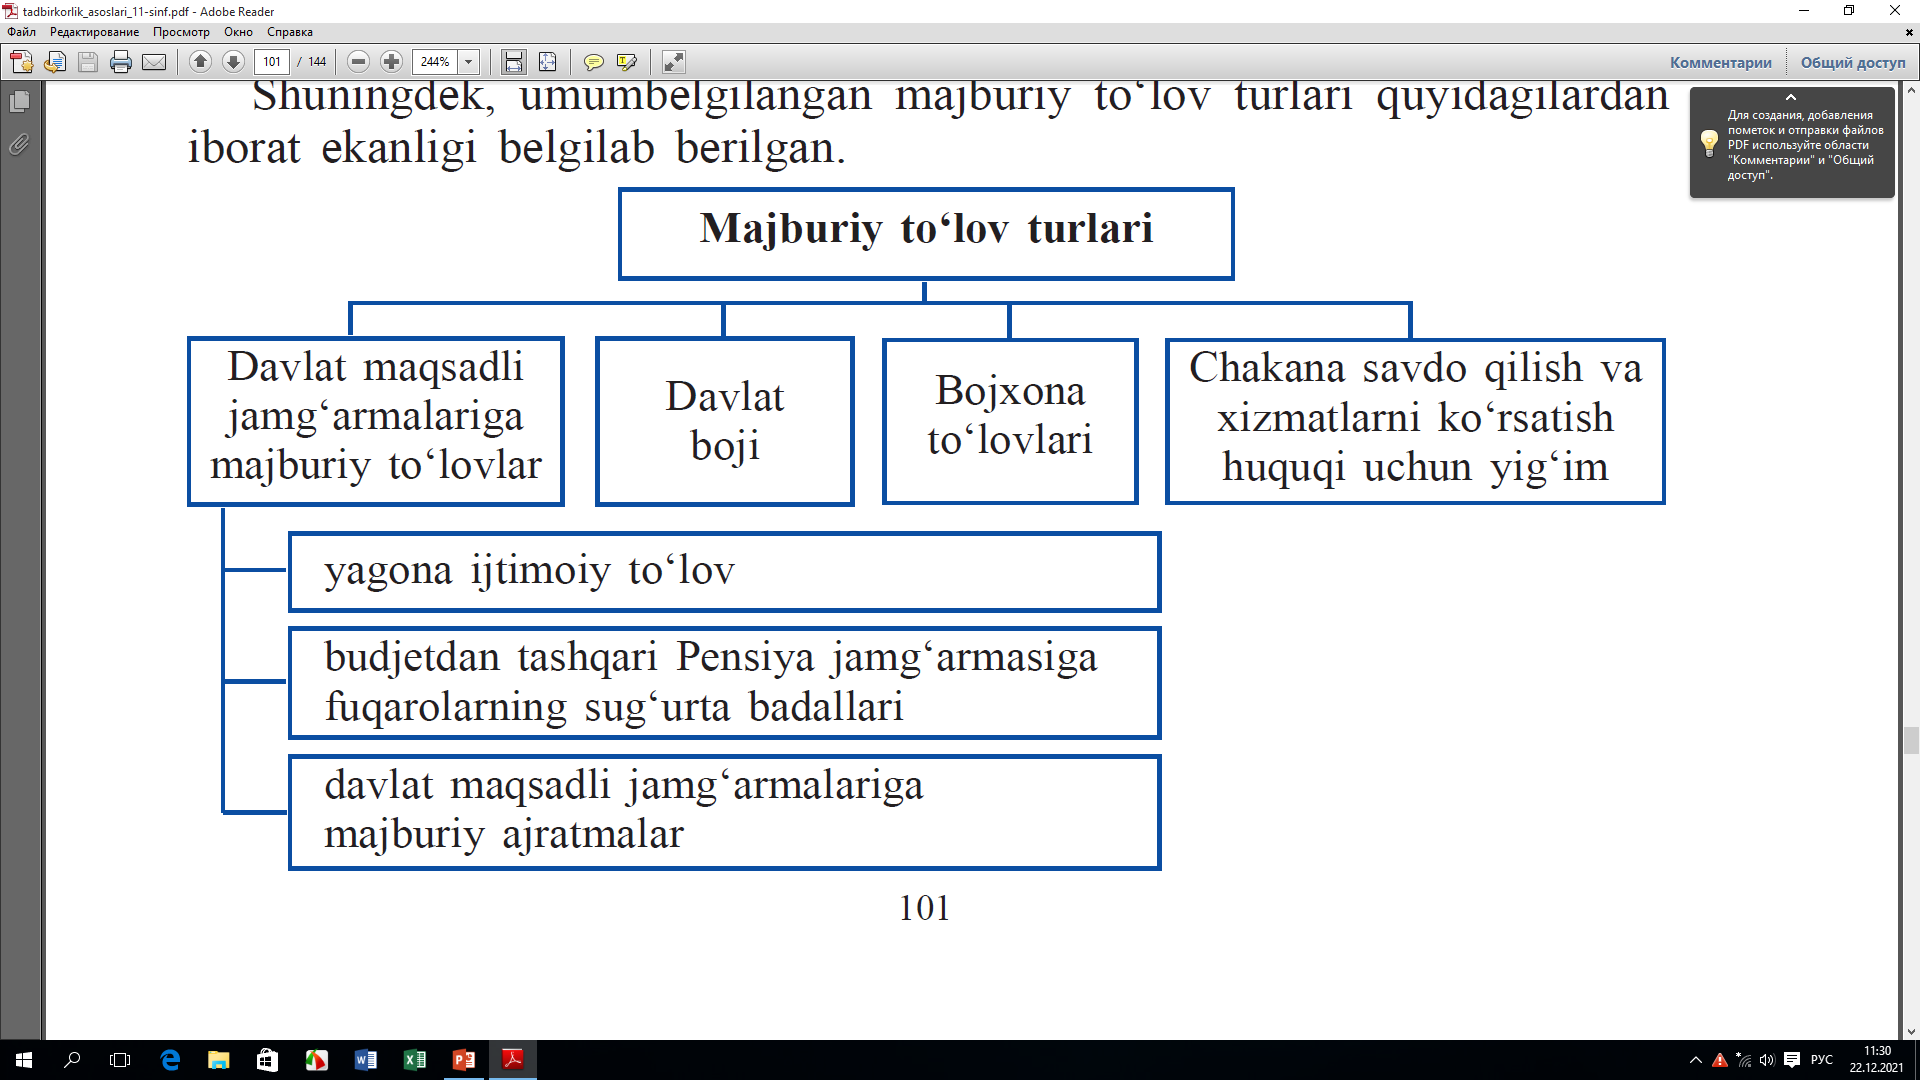 tadbirkorlik_asoslari_11-sinf.pdf - Adobe Reader
Файл Редактирование Просмотр Окно Справка
101 / 144 244% Комментарии Общий доступ
Shuningdek, umumbelgilangan majburiy to‘lov turlari quyidagilardan
iborat ekanligi belgilab berilgan.
Для создания, добавления
пометок и отправки файлов
PDF используйте области
"Комментарии" и "Общий
доступ".
Majburiy to‘lov turlari
Davlat maqsadli
jamg‘armalariga
majburiy to‘lovlar
Davlat
boji
Bojxona
to‘lovlari
Chakana savdo qilish va
xizmatlarni ko‘rsatish
huquqi uchun yig‘im
yagona ijtimoiy to‘lov
budjetdan tashqari Pensiya jamg‘armasiga
fuqarolarning sug‘urta badallari
davlat maqsadli jamg‘armalariga
majburiy ajratmalar
101
РУС
11:30
22.12.2021